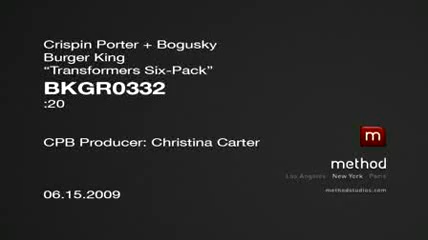 Crispin Porter + Bogusky
Burger King
“Transformers Six-Pack”
BKGR0332
:20
CPB Producer: Christina Carter
m
method
Los Angeles · New York · Paris
methodstudios.com
06.15.2009